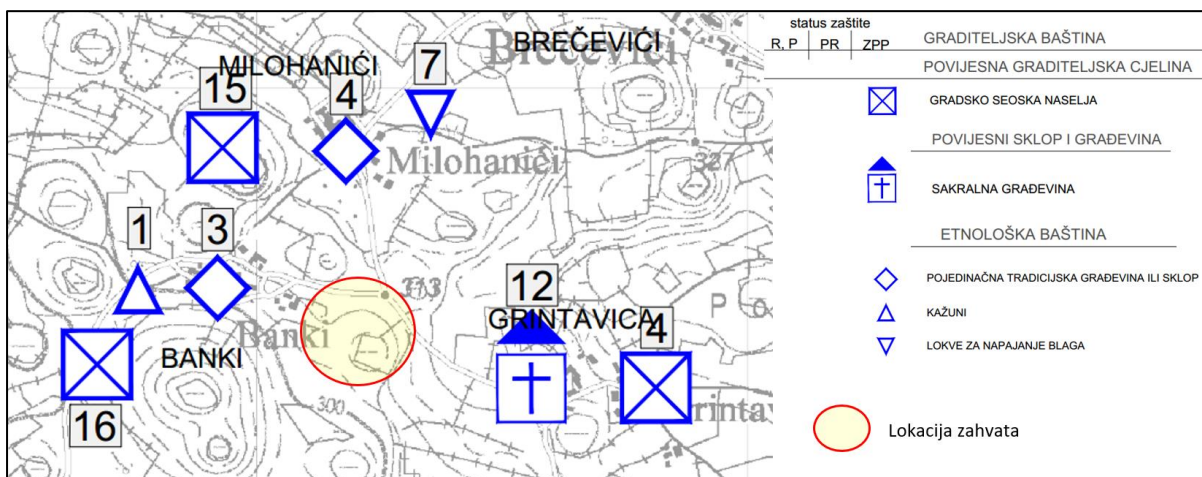 BREČEVIĆI
Brečevići
MILOHANIĆI
7
15
4
Milohanići
327
1
3
313
12
GRINTAVICA
4
P
Banki
BANKI
300
16
status zaštite
R, P PR ZPP
GRADITELJSKA BAŠTINA
POVIJESNA GRADITELJSKA CJELINA
GRADSKO SEOSKA NASELJA
POVIJESNI SKLOP I GRAĐEVINA
SAKRALNA GRAĐEVINA
ETNOLOŠKA BAŠTINA
POJEDINAČNA TRADICIJSKA GRAĐEVINA ILI SKLOP
KAŽUNI
LOKVE ZA NAPAJANJE BLAGA
Lokacija zahvata